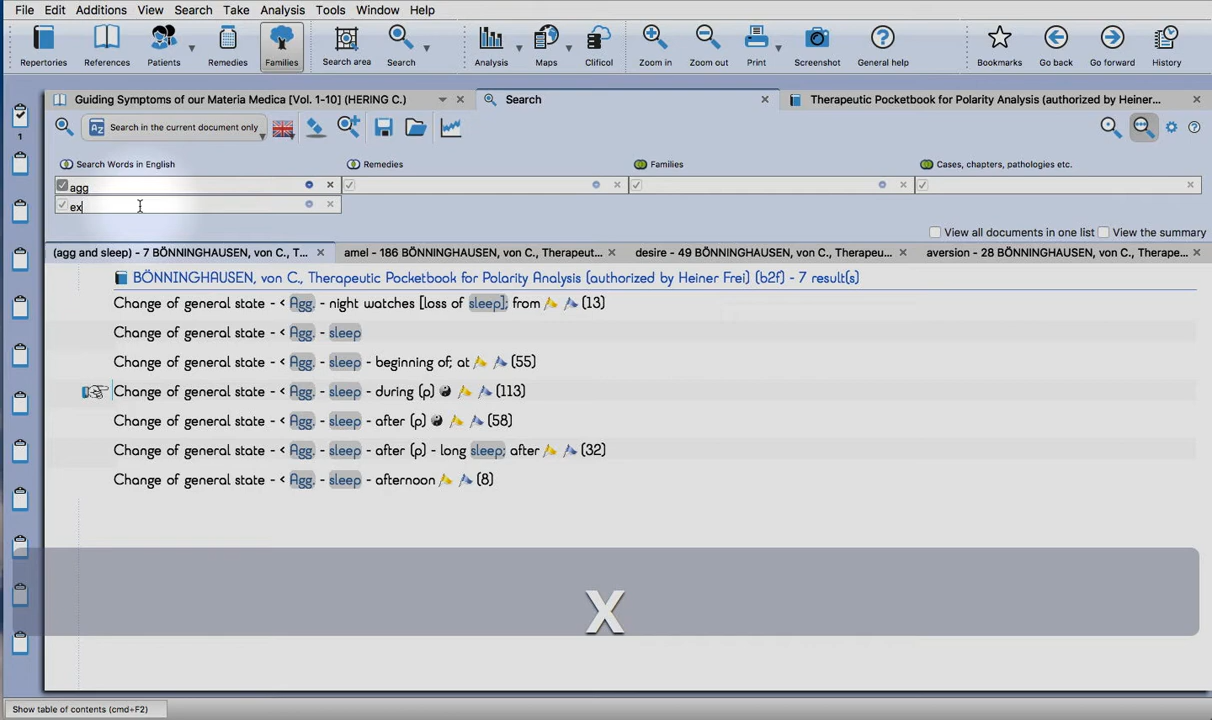 File Edit Additions View Search Take Analysis Tools Window Help
Repertories References Patients Remedies Families Search area Search Analysis Maps Clificol Zoom in Zoom out Print Screenshot General help Bookmarks Go back Go forward History
Guiding Symptoms of our Materia Medica [Vol. 1-10] (HERING C.) Search Therapeutic Pocketbook for Polarity Analysis (authorized by Heiner...
1 Search in the current document only
Search Words in English Remedies Families Cases, chapters, pathologies etc.
agg
ex
View all documents in one list View the summary
(agg and sleep) - 7 BÖNNINGHAUSEN, von C., T... amel - 186 BÖNNINGHAUSEN, von C., Therapeut... desire - 49 BÖNNINGHAUSEN, von C., Therapeu... aversion - 28 BÖNNINGHAUSEN, von C., Therape...
BÖNNINGHAUSEN, von C., Therapeutic Pocketbook for Polarity Analysis (authorized by Heiner Frei) (b2f) - 7 result(s)
Change of general state - < Agg. - night watches [loss of sleep]; from (13)
Change of general state - < Agg. - sleep
Change of general state - < Agg. - sleep - beginning of; at (55)
Change of general state - < Agg. - sleep - during (p) (113)
Change of general state - < Agg. - sleep - after (p) (58)
Change of general state - < Agg. - sleep - after (p) - long sleep; after (32)
Change of general state - < Agg. - sleep - afternoon (8)
X
Show table of contents (cmd+F2)